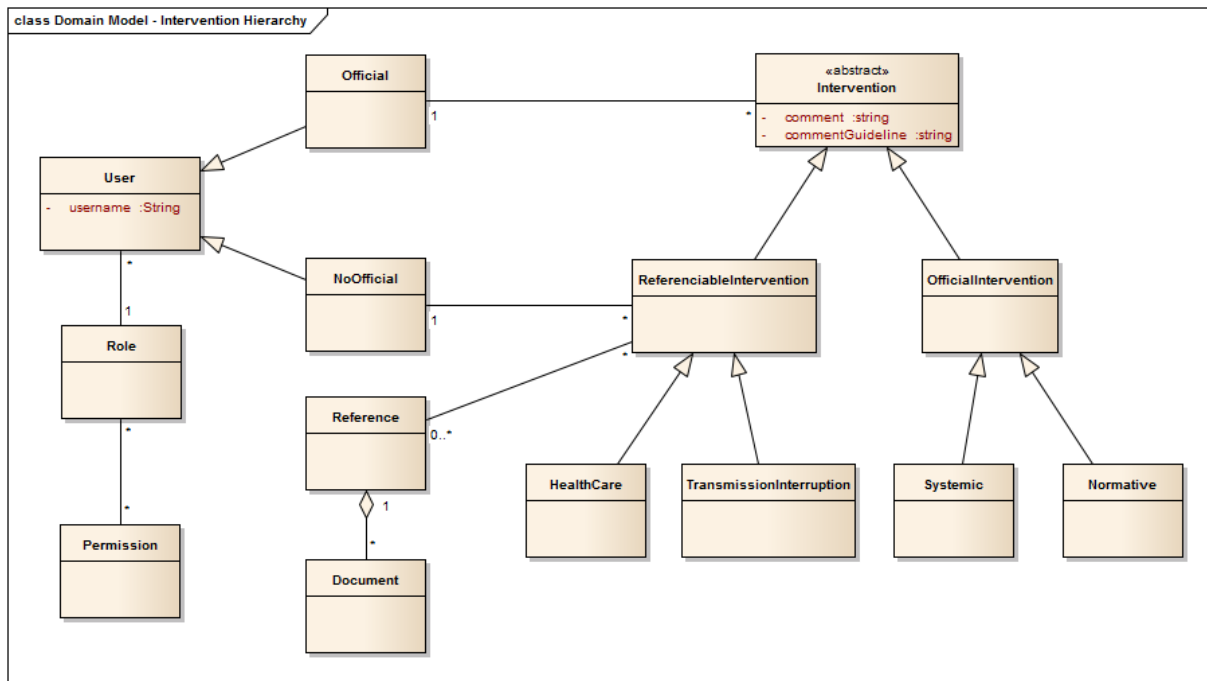 class Domain Model - Intervention Hierarchy
Official
«abstract»
Intervention
- comment :string
- commentGuideline :string
1
*
User
- username :String
NoOfficial
ReferenciableIntervention
OfficialIntervention
*
1
*
1
*
Role
Reference
0..*
*
HealthCare
TransmissionInterruption
Systemic
Normative
1
*
*
Permission
Document